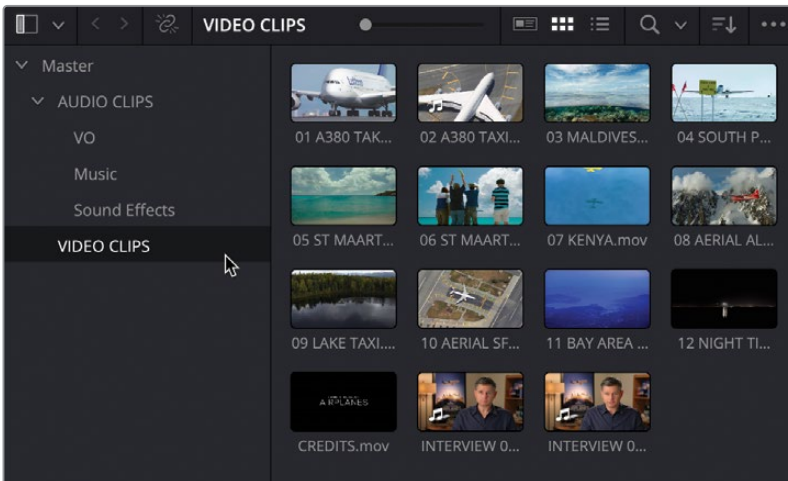 VIDEO CLIPS
Master
AUDIO CLIPS
VO
Music
Sound Effects
VIDEO CLIPS
01 A380 TAK...
02 A380 TAXI...
03 MALDIVES...
04 SOUTH P...
05 ST MAART...
06 ST MAART...
07 KENYA.mov
08 AERIAL AL...
09 LAKE TAXI....
10 AERIAL SF...
11 BAY AREA ...
12 NIGHT TI...
AIRPLANES
CREDITS.mov
INTERVIEW 0...
INTERVIEW 0...